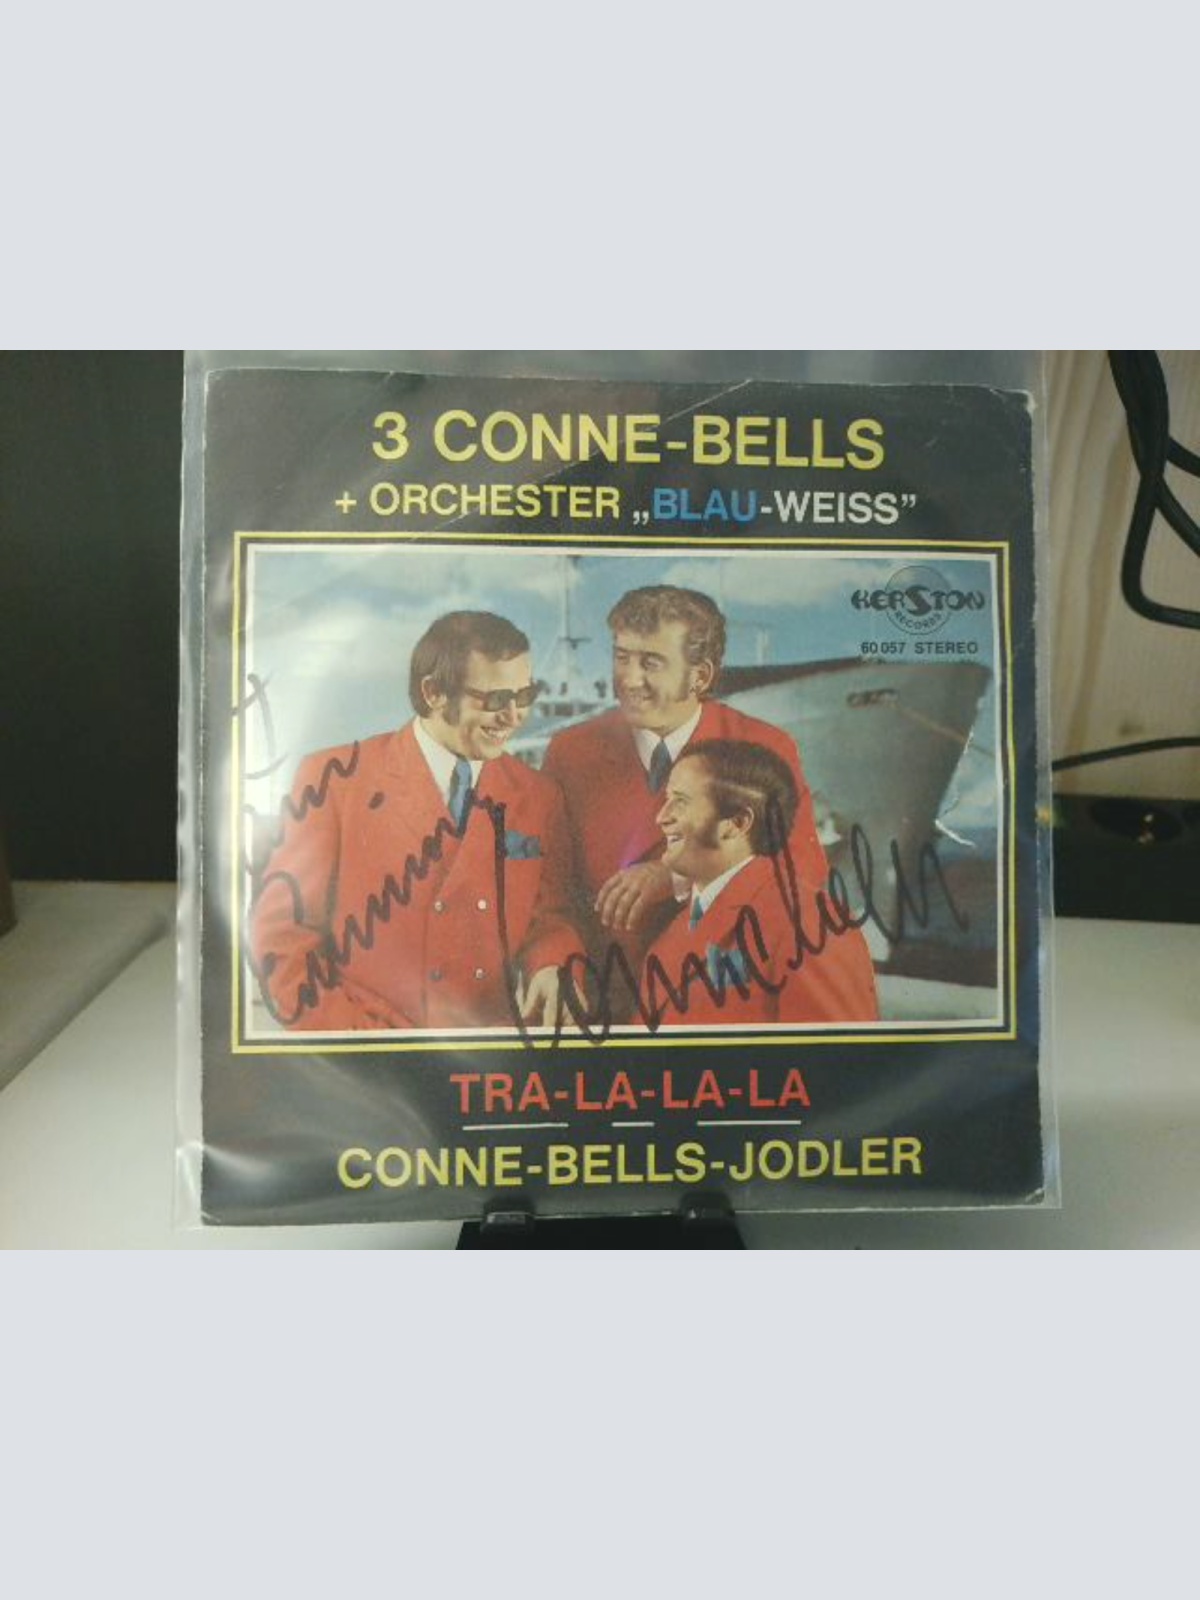 3 CONNE-BELLS
+ ORCHESTER „BLAU-WEISS”
KERSTON
RECORDS
60 057 STEREO
TRA-LA-LA-LA
CONNE-BELLS-JODLER